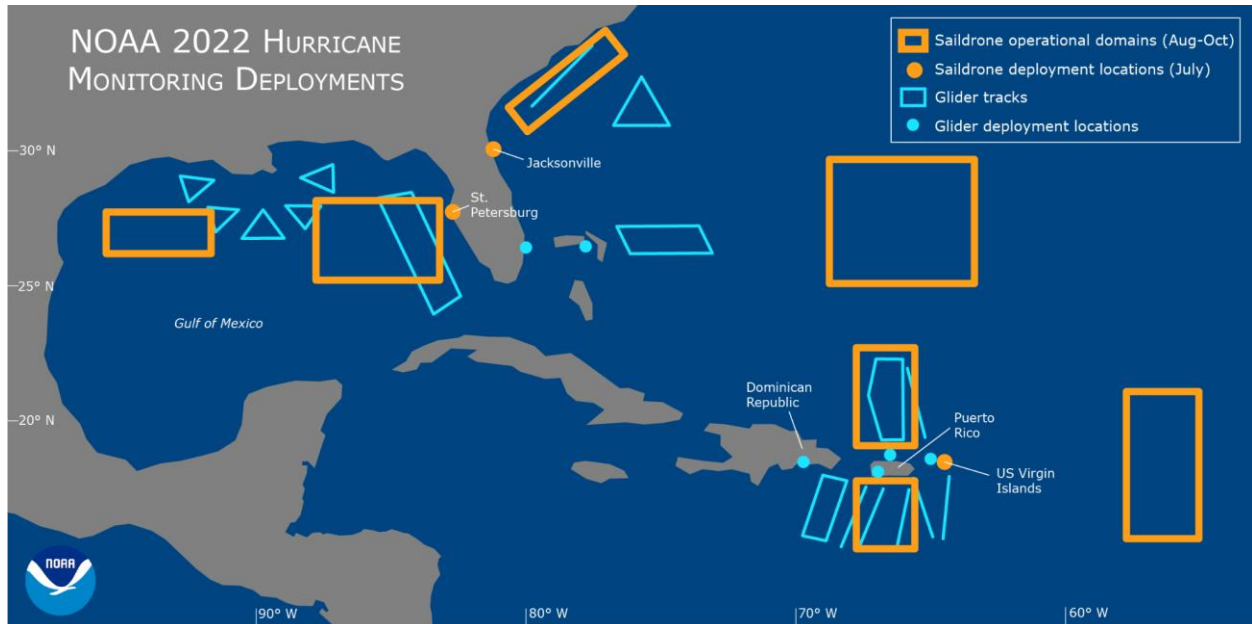 NOAA 2022 Hurricane
Monitoring Deployments
Saildrone operational domains (Aug-Oct)
Saildrone deployment locations (July)
Glider tracks
Glider deployment locations
30° N
Jacksonville
St.
Petersburg
25° N
Gulf of Mexico
20° N
Dominican
Republic
Puerto
Rico
US Virgin
Islands
NOAA
90° W
80° W
70° W
60° W